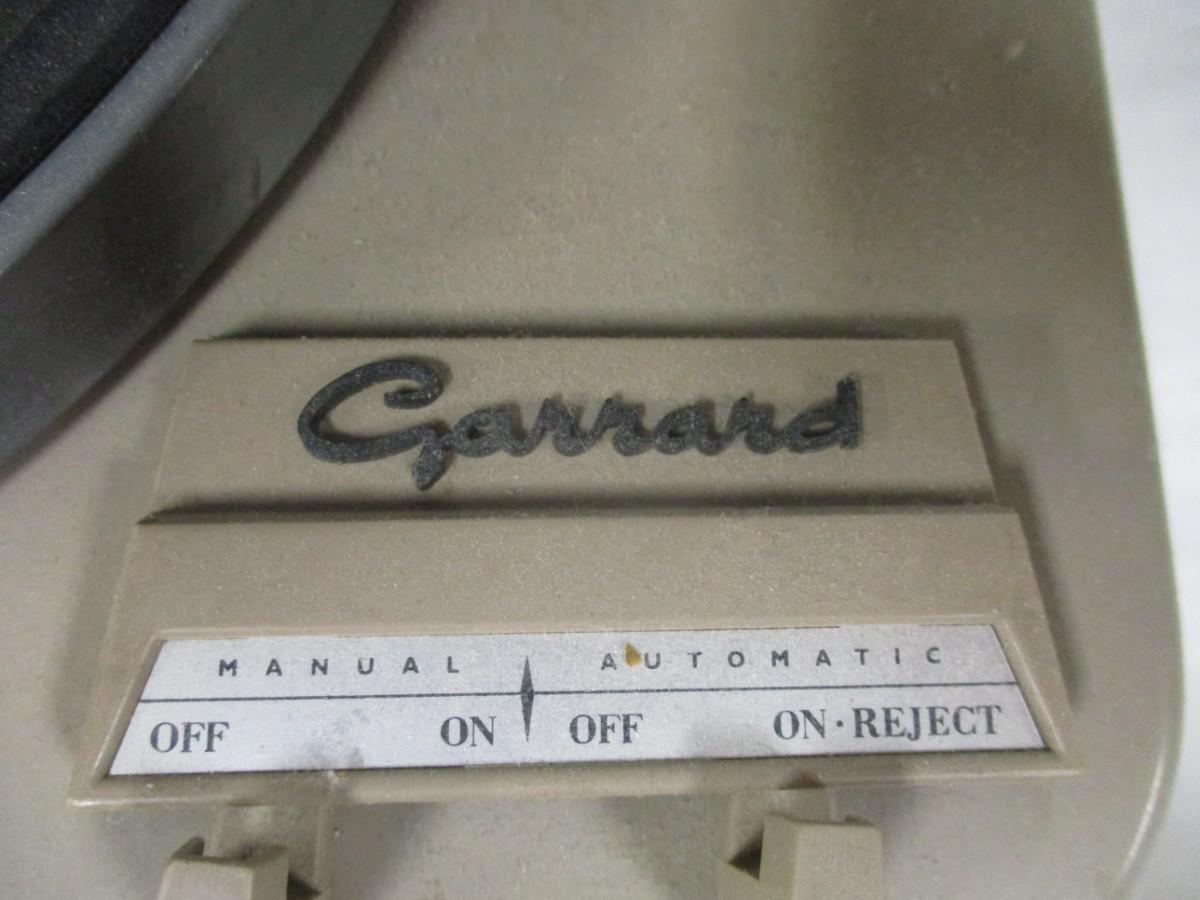 Garrard
MANUAL AUTOMATIC
OFF ON OFF ON·REJECT